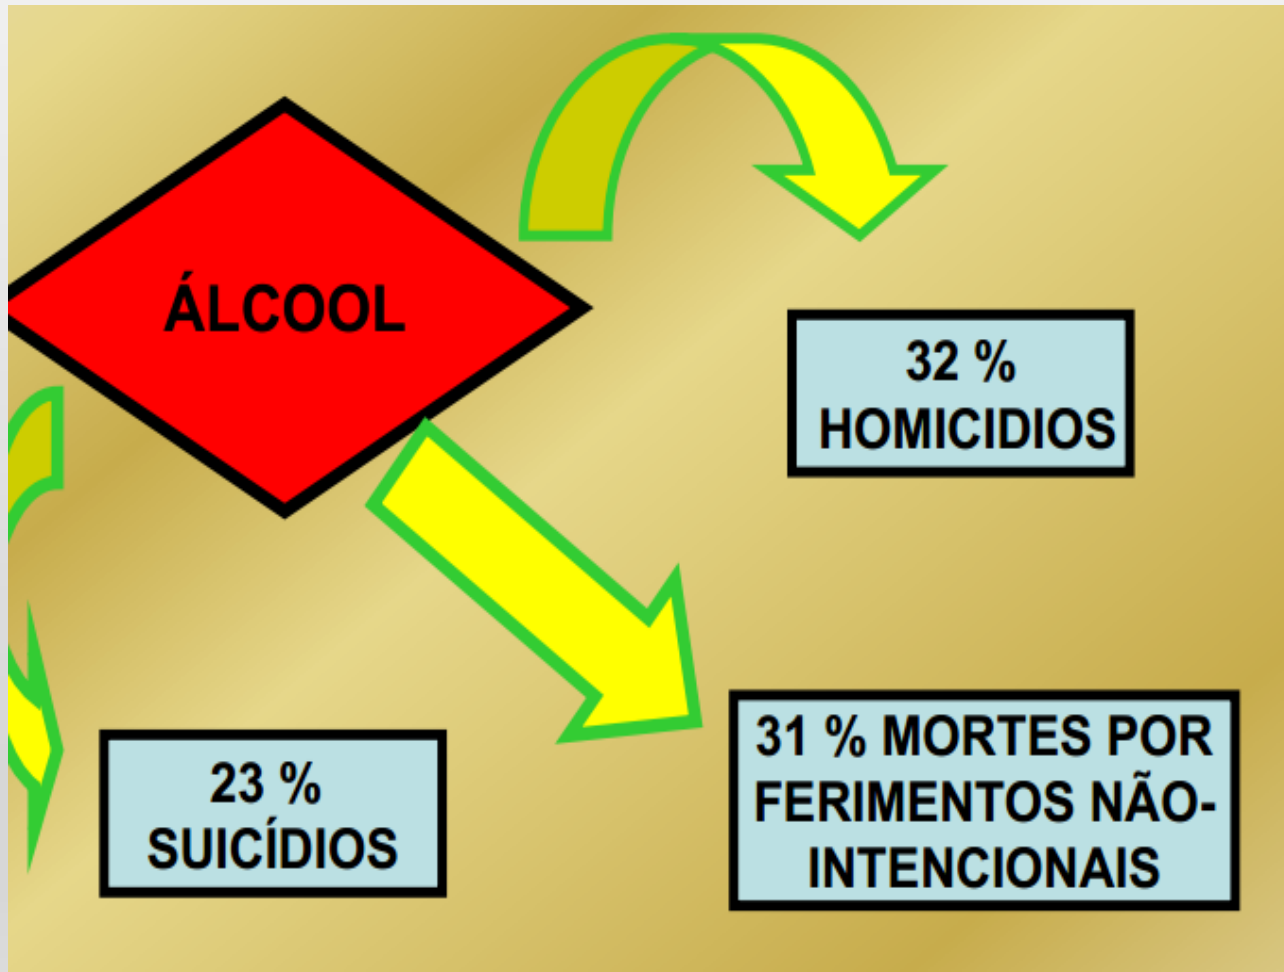 ÁLCOOL
32 %
HOMICIDIOS
31 % MORTES POR
FERIMENTOS NÃO-
INTENCIONAIS
23 %
SUICÍDIOS